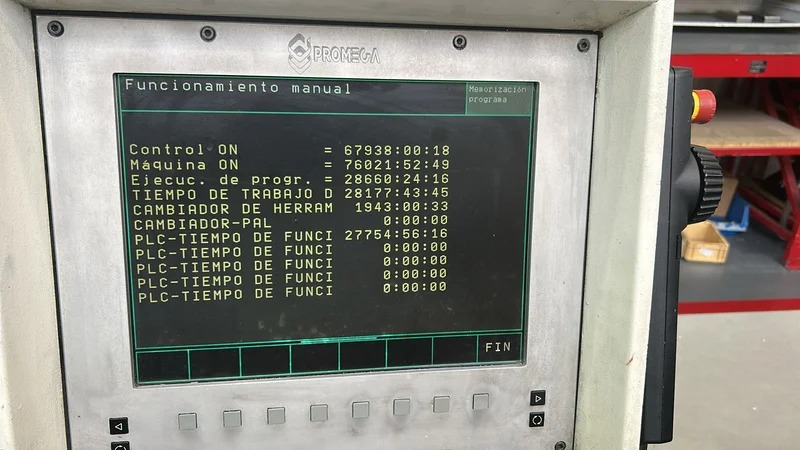 PROMEGA
Funcionamiento manual
Memorización
programa
Control ON = 67938:00:18
Máquina ON = 76021:52:49
Ejecuc. de progr. = 28660:24:16
TIEMPO DE TRABAJO D 28177:43:45
CAMBIADOR DE HERRAM 1943:00:33
CAMBIADOR-PAL 0:00:00
PLC-TIEMPO DE FUNCI 27754:56:16
PLC-TIEMPO DE FUNCI 0:00:00
PLC-TIEMPO DE FUNCI 0:00:00
PLC-TIEMPO DE FUNCI 0:00:00
PLC-TIEMPO DE FUNCI 0:00:00
FIN